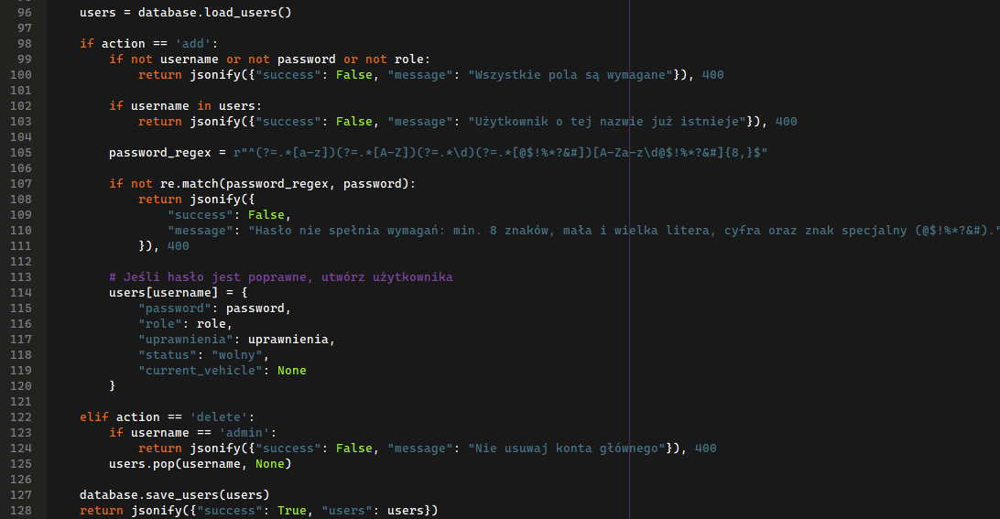 96 users = database.load_users()
97
98 if action == 'add':
99 if not username or not password or not role:
100 return jsonify({"success": False, "message": "Wszystkie pola są wymagane"}), 400
101
102 if username in users:
103 return jsonify({"success": False, "message": "Użytkownik o tej nazwie już istnieje"}), 400
104
105 password_regex = r"^(?=.*[a-z])(?=.*[A-Z])(?=.*\d)(?=.*[@$!%*?&#])[A-Za-z\d@$!%*?&#]{8,}$"
106
107 if not re.match(password_regex, password):
108 return jsonify({
109 "success": False,
110 "message": "Hasło nie spełnia wymagań: min. 8 znaków, mała i wielka litera, cyfra oraz znak specjalny (@$!%*?&#)."
111 }), 400
112
113 # Jeśli hasło jest poprawne, utwórz użytkownika
114 users[username] = {
115 "password": password,
116 "role": role,
117 "uprawnienia": uprawnienia,
118 "status": "wolny",
119 "current_vehicle": None
120 }
121
122 elif action == 'delete':
123 if username == 'admin':
124 return jsonify({"success": False, "message": "Nie usuwaj konta głównego"}), 400
125 users.pop(username, None)
126
127 database.save_users(users)
128 return jsonify({"success": True, "users": users})